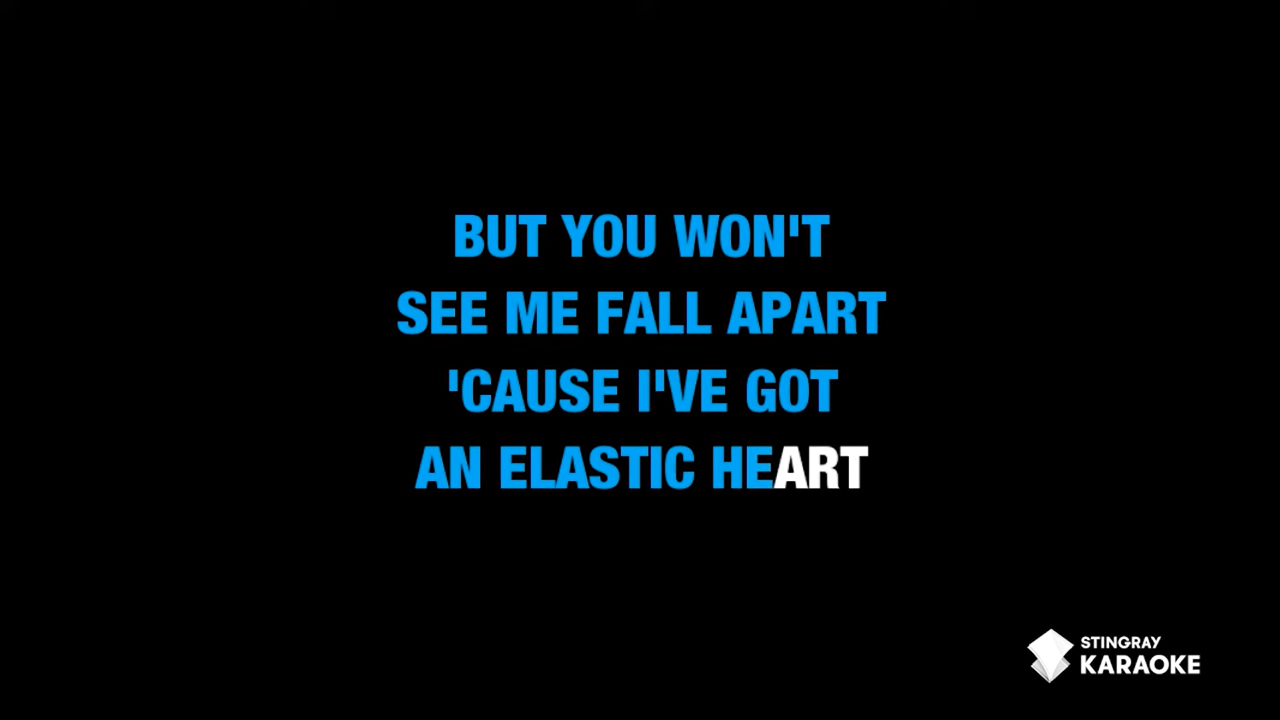 BUT YOU WON'T
SEE ME FALL APART
'CAUSE I'VE GOT
AN ELASTIC HEART
STINGRAY
KARAOKE